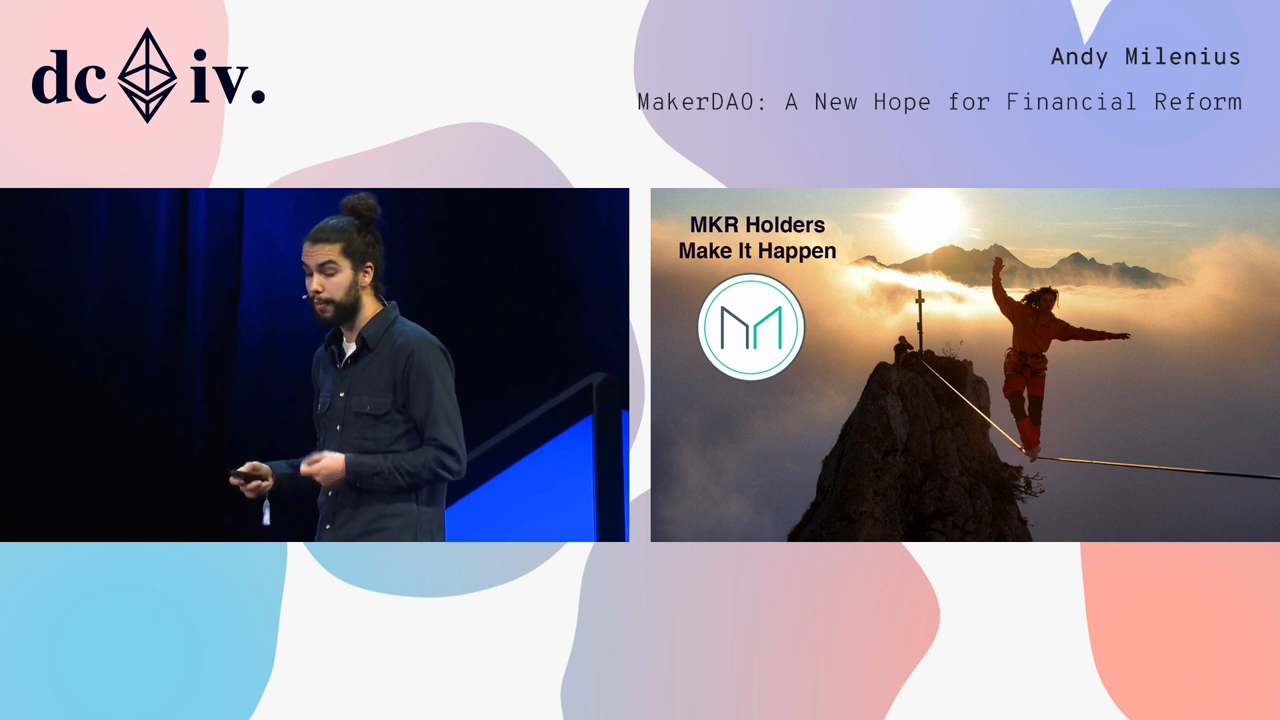 dc iv.
Andy Milenius
MakerDAO: A New Hope for Financial Reform
MKR Holders
Make It Happen